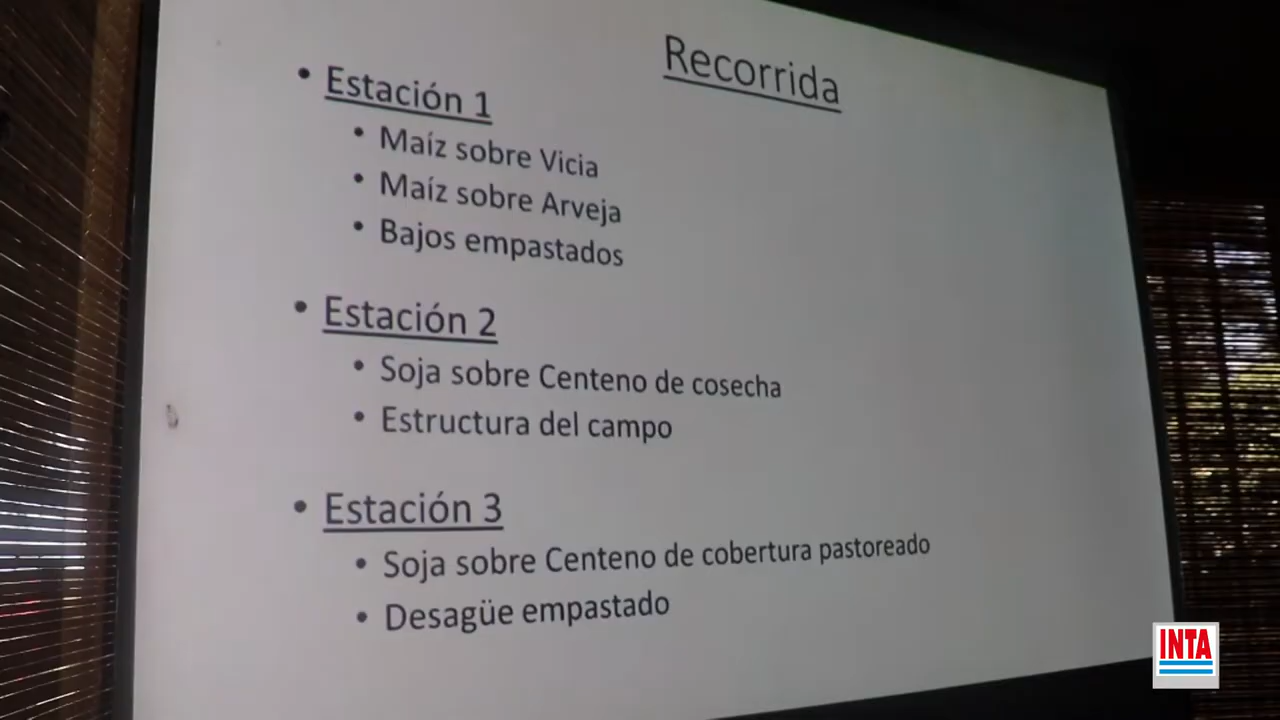 Recorrida
• Estación 1
• Maíz sobre Vicia
• Maíz sobre Arveja
• Bajos empastados
• Estación 2
• Soja sobre Centeno de cosecha
• Estructura del campo
• Estación 3
• Soja sobre Centeno de cobertura pastoreado
• Desagüe empastado
INTA